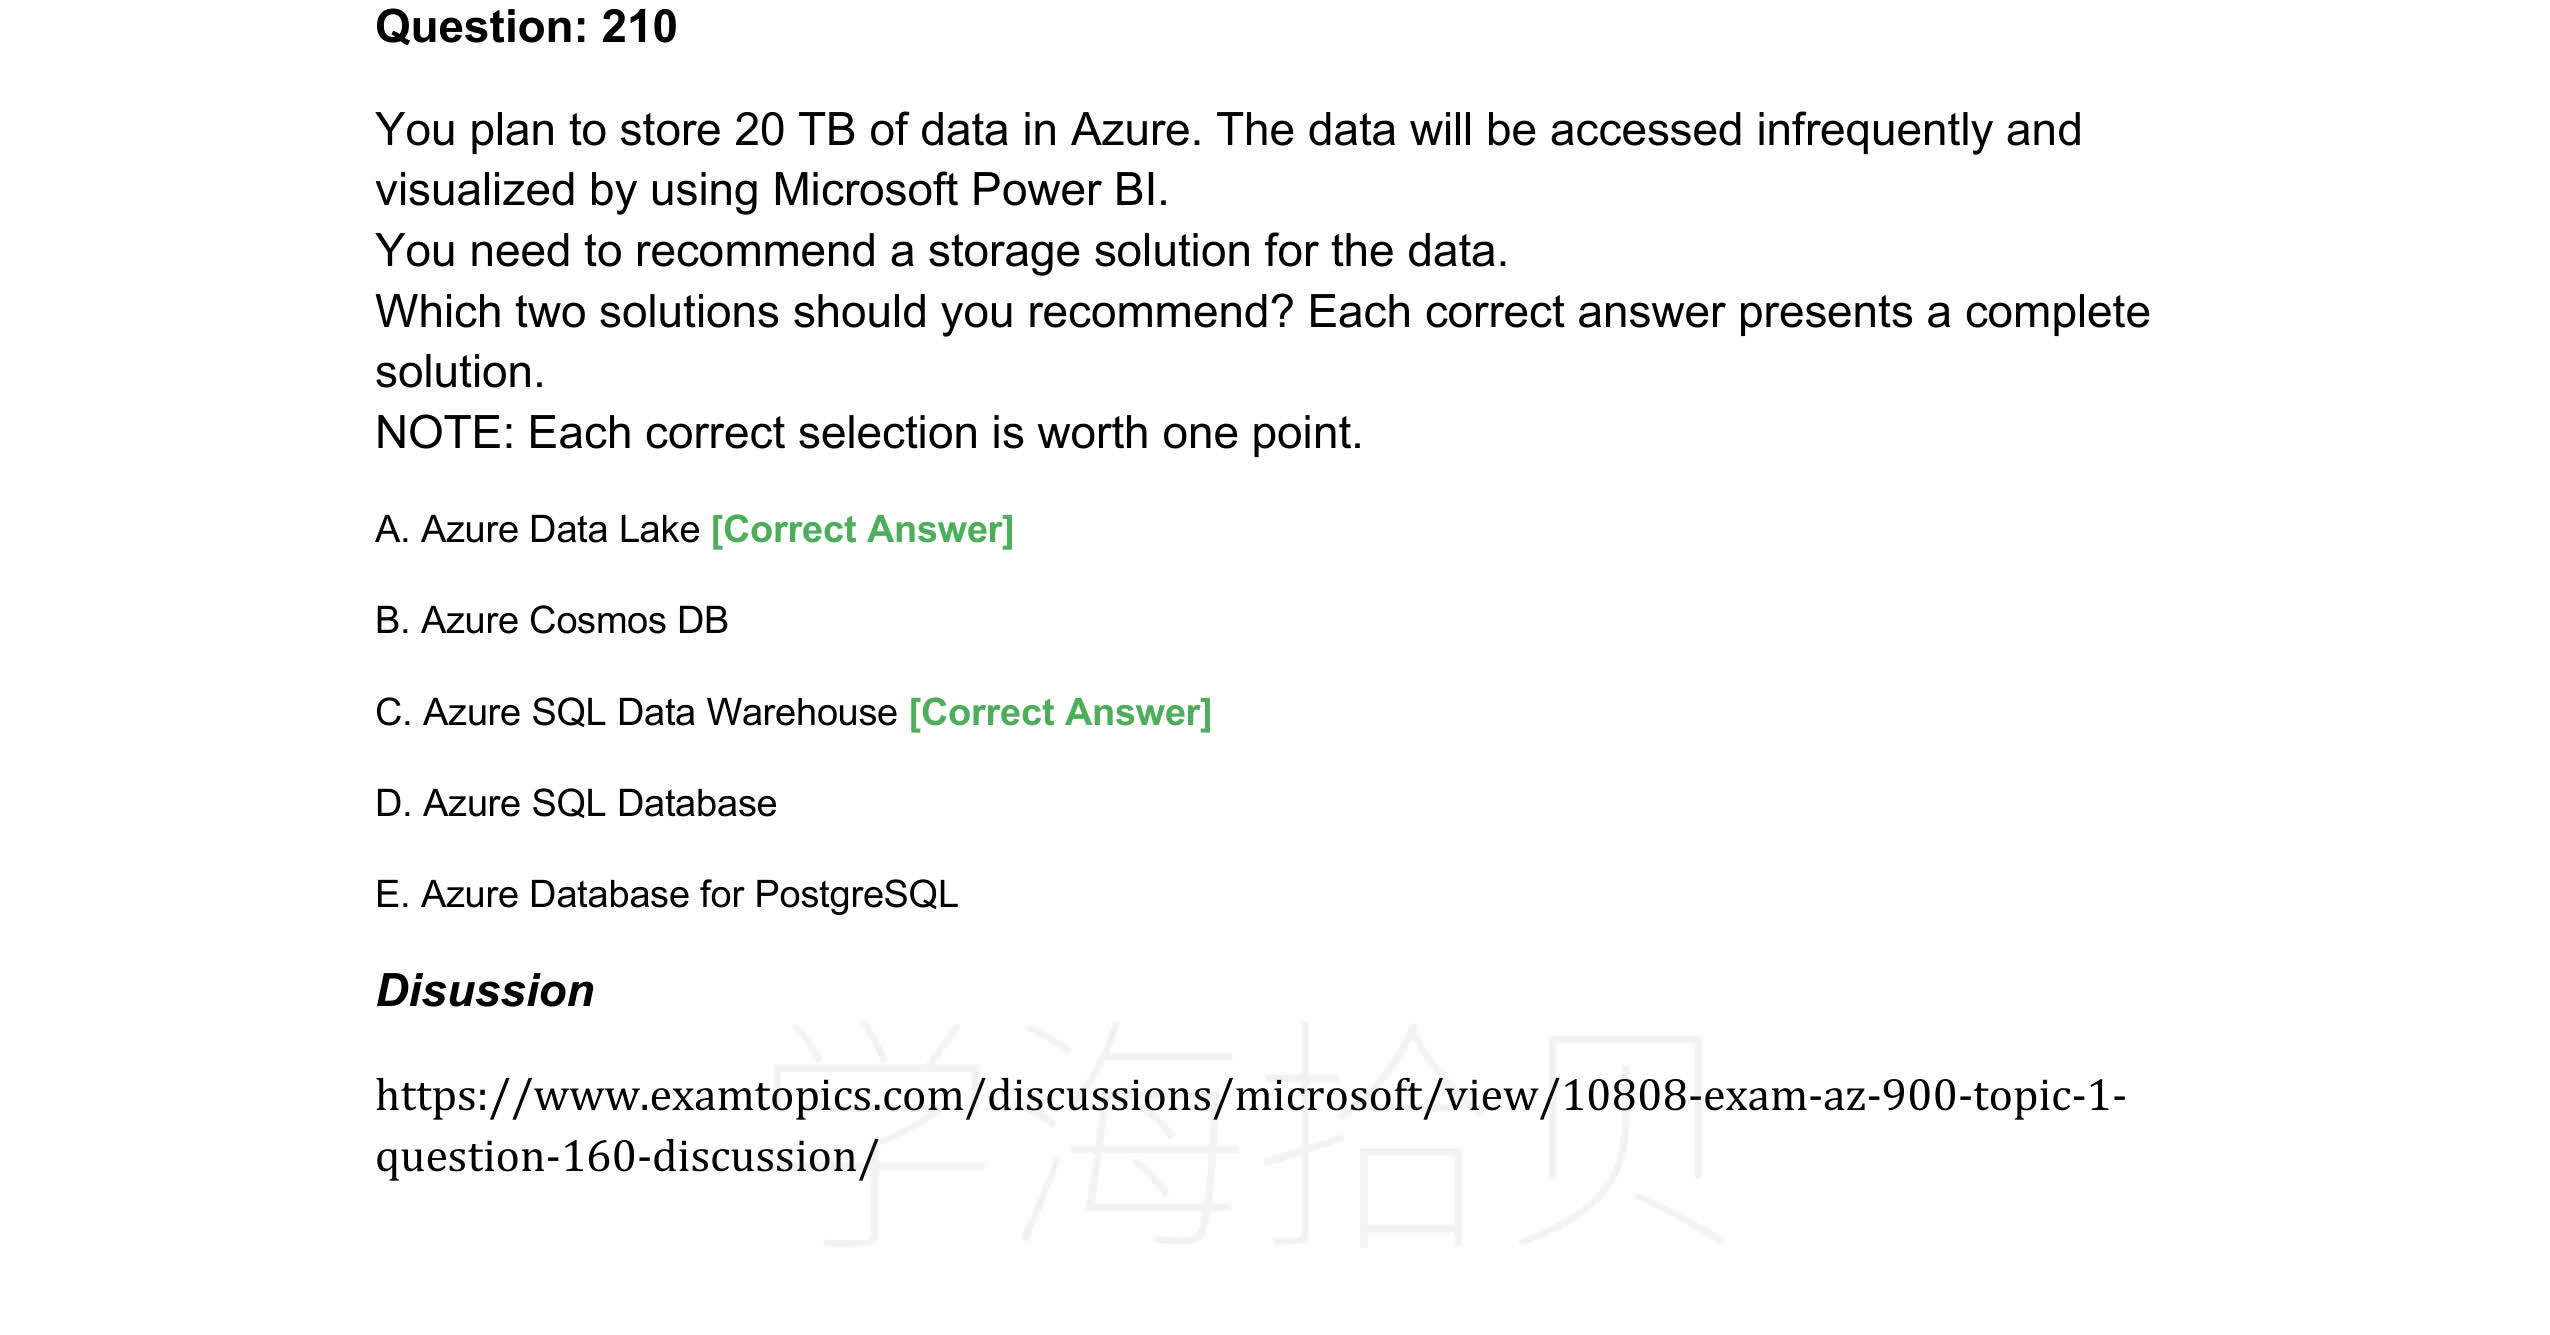 Question: 210
You plan to store 20 TB of data in Azure. The data will be accessed infrequently and
visualized by using Microsoft Power BI.
You need to recommend a storage solution for the data.
Which two solutions should you recommend? Each correct answer presents a complete
solution.
NOTE: Each correct selection is worth one point.
A. Azure Data Lake [Correct Answer]
B. Azure Cosmos DB
C. Azure SQL Data Warehouse [Correct Answer]
D. Azure SQL Database
E. Azure Database for PostgreSQL
Disussion
学海拾贝
https://www.examtopics.com/discussions/microsoft/view/10808-exam-az-900-topic-1-
question-160-discussion/